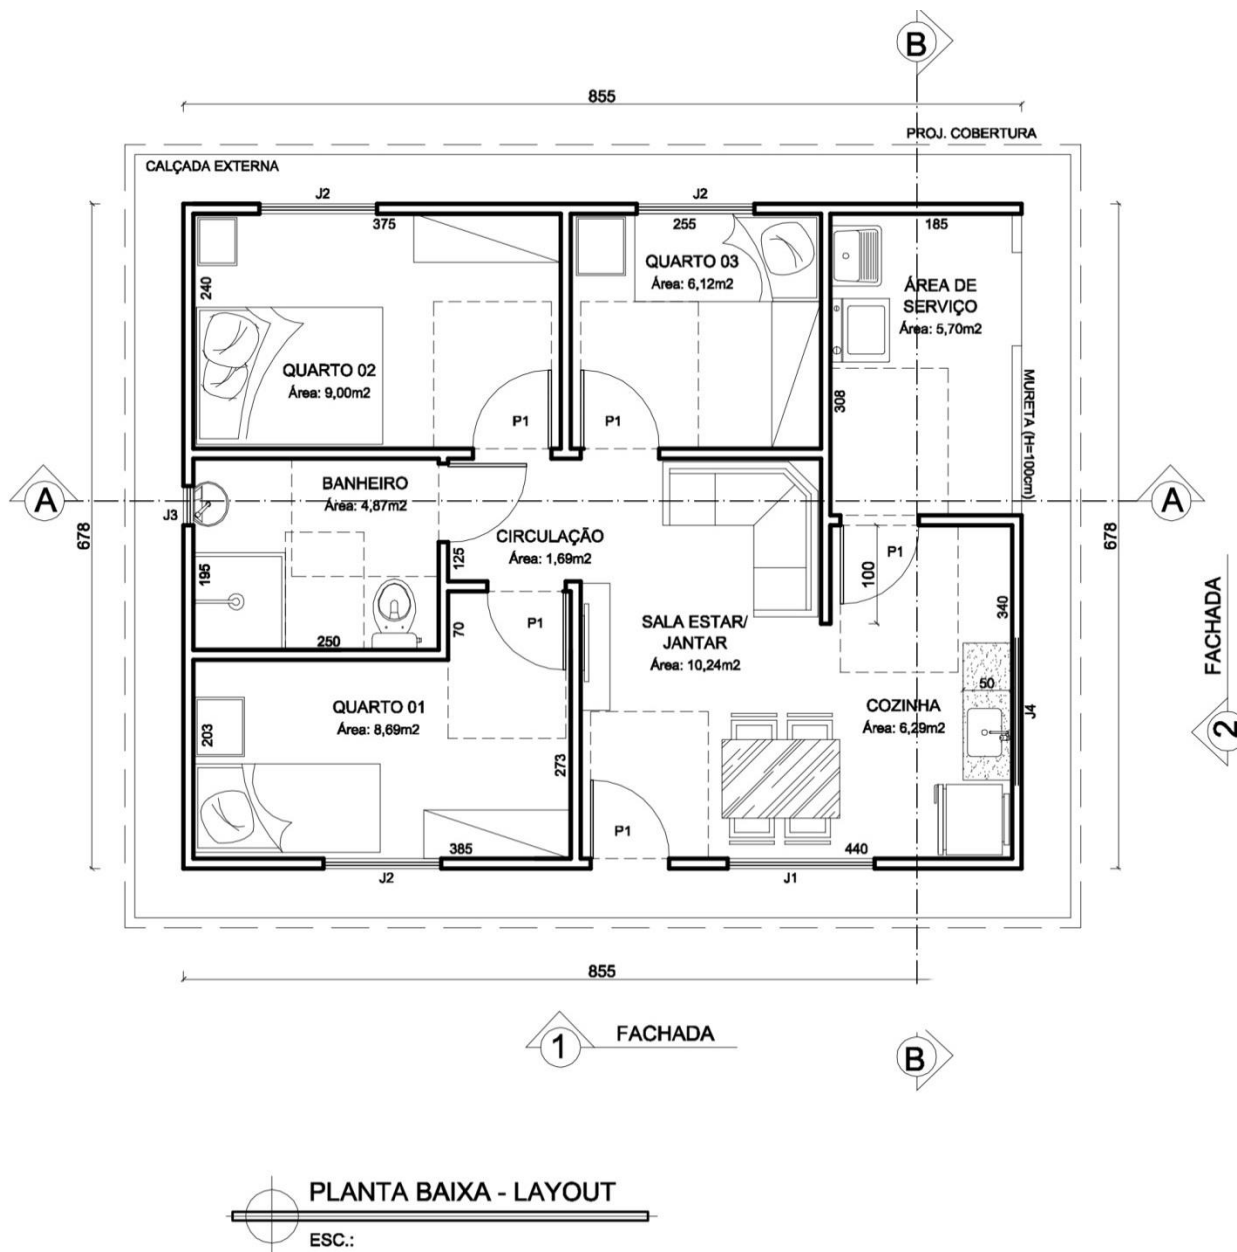 B
855
PROJ. COBERTURA
CALÇADA EXTERNA
J2
J2
375
255
185
240
QUARTO 03
Área: 6,12m2
ÁREA DE
SERVIÇO
Área: 5,70m2
QUARTO 02
Área: 9,00m2
P1
P1
308
MURETA (H=100cm)
BANHEIRO
Área: 4,87m2
A
A
J3
678
678
CIRCULAÇÃO
Área: 1,69m2
125
P1
195
100
340
FACHADA
2
250
70
P1
SALA ESTAR/
JANTAR
Área: 10,24m2
50
QUARTO 01
Área: 8,69m2
COZINHA
Área: 6,29m2
J4
203
273
P1
385
440
J2
J1
855
1
FACHADA
B
PLANTA BAIXA - LAYOUT
ESC.: